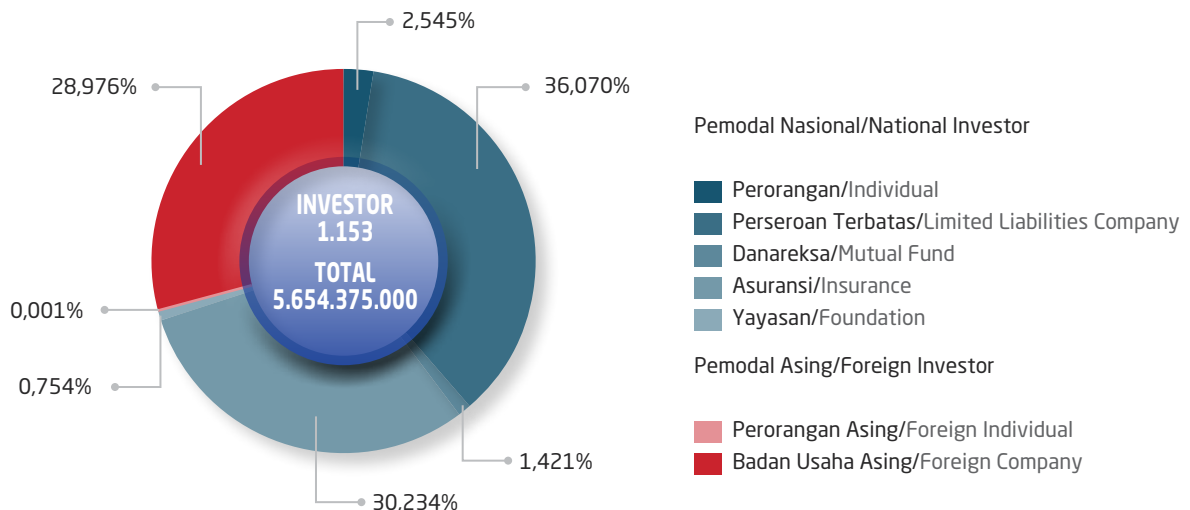 2,545%
28,976%
36,070%
INVESTOR
1.153
TOTAL
5.654.375.000
0,001%
0,754%
1,421%
30,234%
Pemodal Nasional/National Investor
Perorangan/Individual
Perseroan Terbatas/Limited Liabilities Company
Danareksa/Mutual Fund
Asuransi/Insurance
Yayasan/Foundation
Pemodal Asing/Foreign Investor
Perorangan Asing/Foreign Individual
Badan Usaha Asing/Foreign Company